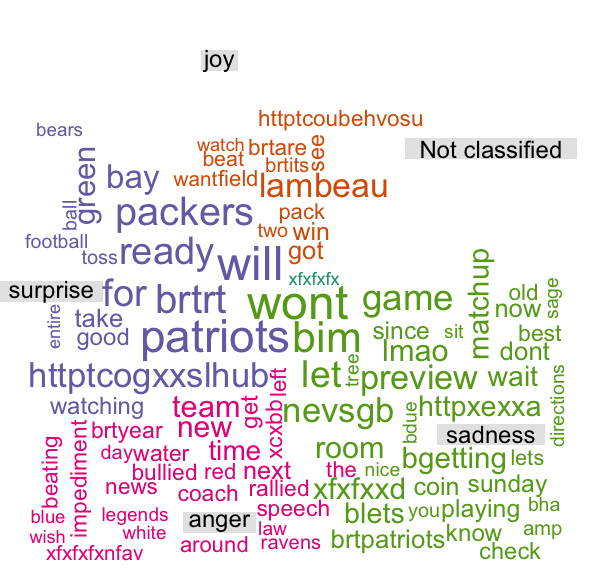 joy
httptcoubehvosu
bears
watch brtare see
Not classified
beat brtits
green bay wantfield lambeau
ball packers pack
two win
football toss ready will got
xfxfxfx
surprise for brtrt wont game matchup old sage
entire take now
good patriots bim since sit best
lmao dont
httptcogxxslhub left let tree preview wait directions
watching team get xcxbb nevsgb bdue httpxexxa
beating impediment brtyear new
sadness
daywater time room bgetting lets
bullied red next the nice
news coach rallied xfxfxxd coin sunday
blue legends anger speech blets you playing bha
wish white law brtpatriots know amp
xfxfxfxnfav around ravens check